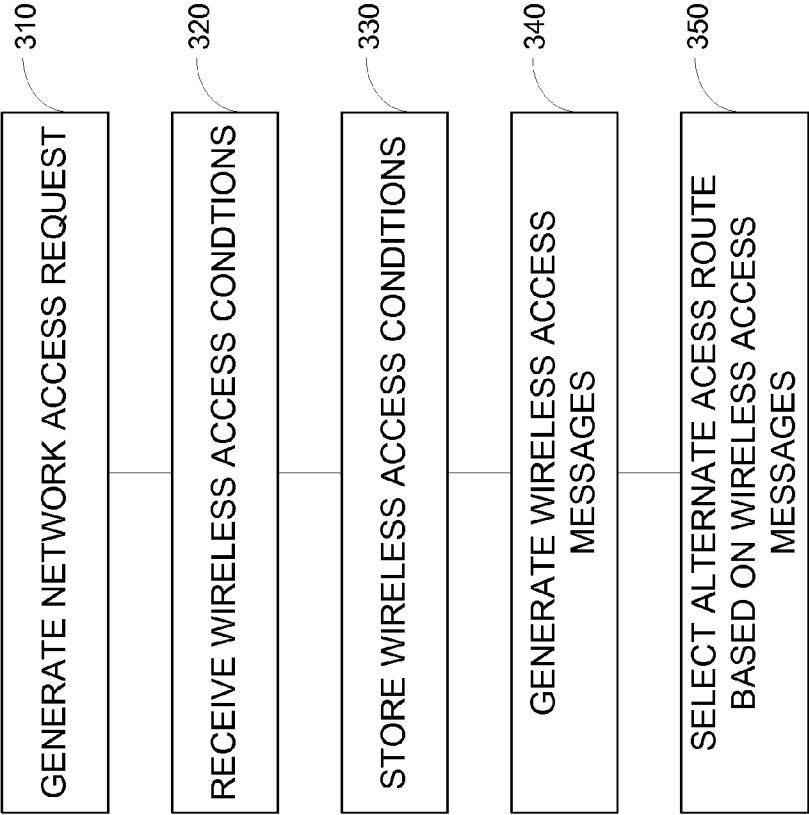 310
GENERATE NETWORK ACCESS REQUEST
320
RECEIVE WIRELESS ACCESS CONDTIONS
330
STORE WIRELESS ACCESS CONDITIONS
340
GENERATE WIRELESS ACCESS
MESSAGES
350
SELECT ALTERNATE ACESS ROUTE
BASED ON WIRELESS ACCESS
MESSAGES